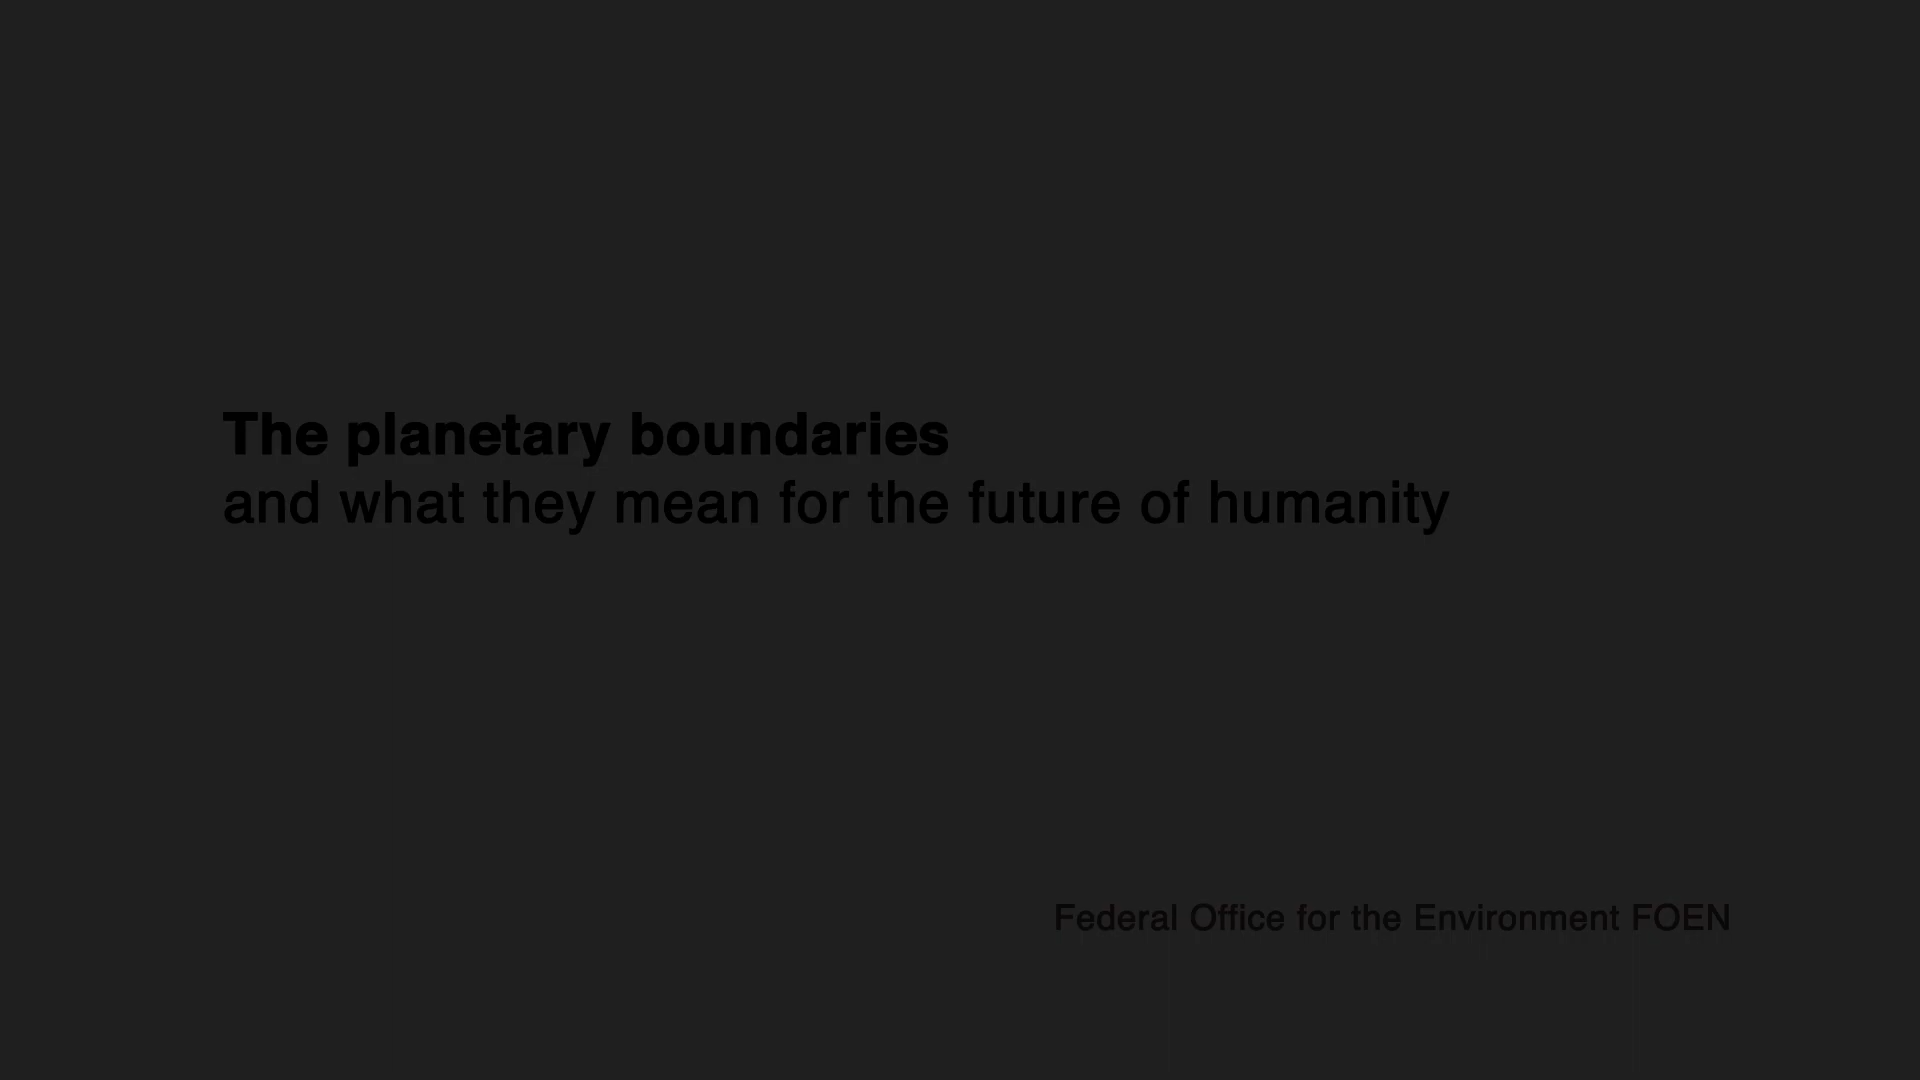 The planetary boundaries
and what they mean for the future of humanity
Federal Office for the Environment FOEN